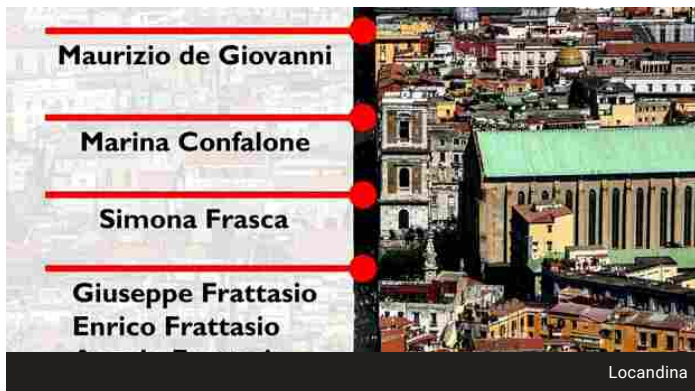 Maurizio de Giovanni
Marina Confalone
Simona Frasca
Giuseppe Frattasio
Enrico Frattasio
Locandina